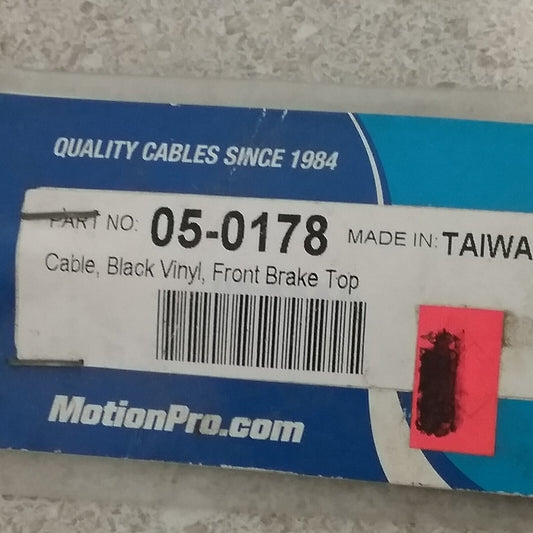 QUALITY CABLES SINCE 1984
PART NO: 05-0178 MADE IN: TAIWA
Cable, Black Vinyl, Front Brake Top
MotionPro.com